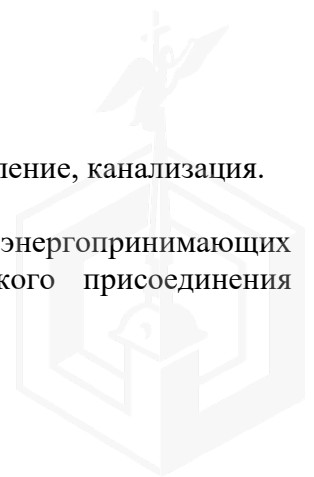 ление, канализация.
энергопринимающих
кого присоединения